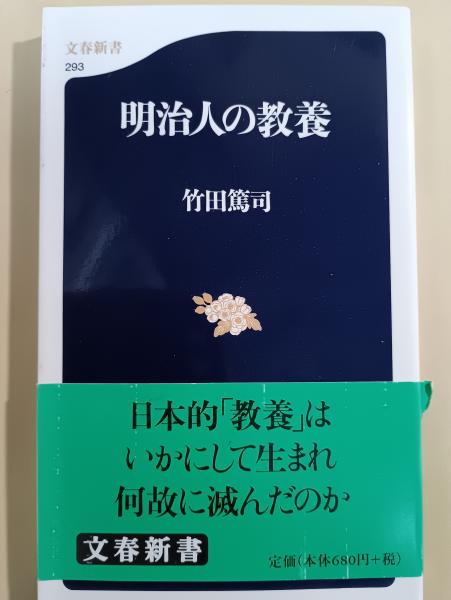 文春新書
293
明治人の教養
竹田篤司
日本的「教養」は
いかにして生まれ
何故に滅んだのか
文春新書
定価(本体680円+税)